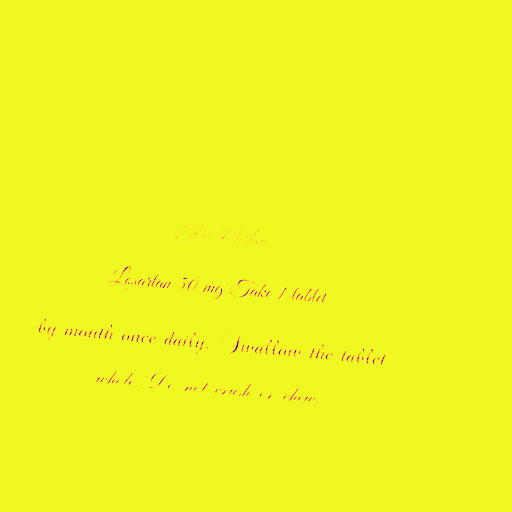 Losartan 50 mg Take 1 tablet
by mouth once daily. Swallow the tablet
whole. Do not crush or chew.